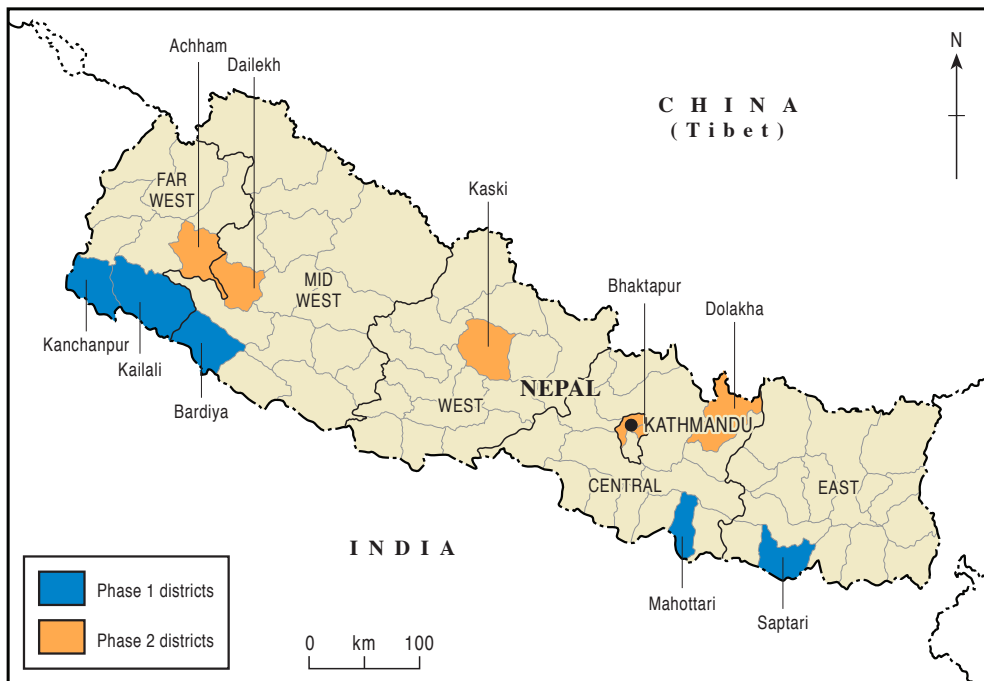 Achham
Dailekh
N
C H I N A
(Tibet)
FAR
WEST
Kaski
MID
WEST
Bhaktapur
Dolakha
Kanchanpur
Kailali
Bardiya
NEPAL
WEST
KATHMANDU
CENTRAL
EAST
I N D I A
Mahottari
Saptari
Phase 1 districts
Phase 2 districts
0 km 100